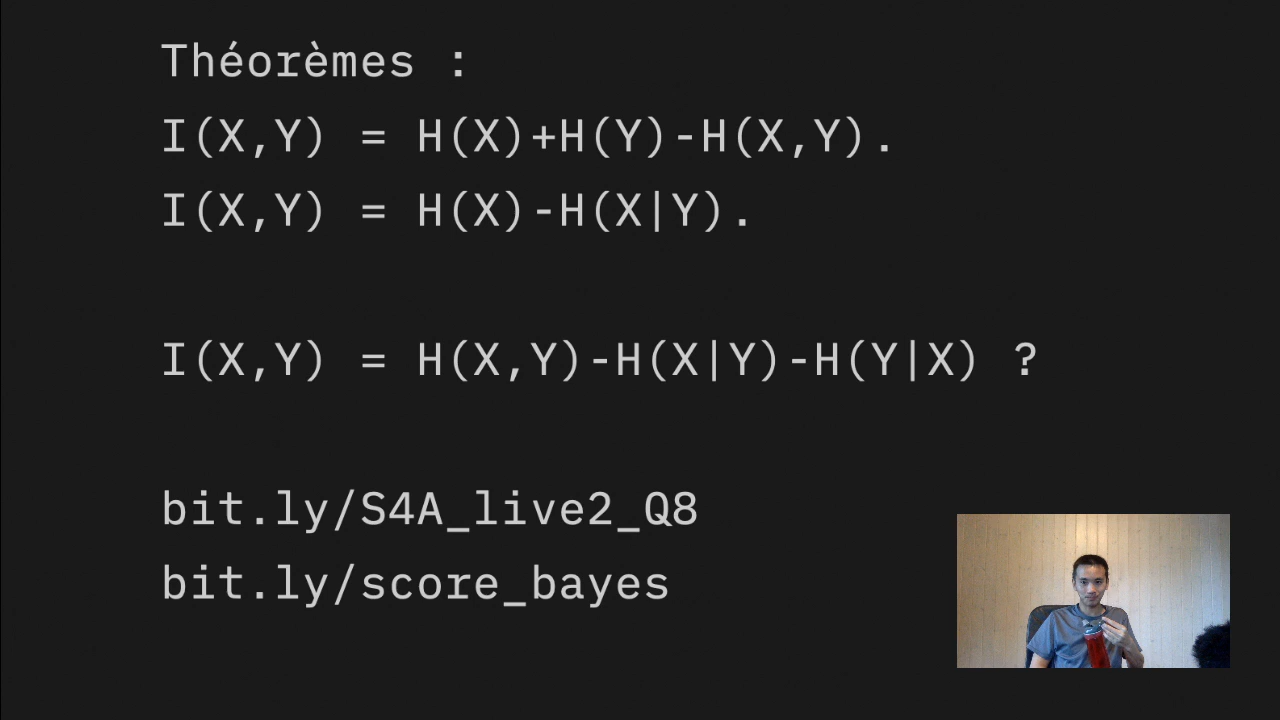 Théorèmes :
I(X,Y) = H(X)+H(Y)-H(X,Y).
I(X,Y) = H(X)-H(X|Y).
I(X,Y) = H(X,Y)-H(X|Y)-H(Y|X) ?
bit.ly/S4A_live2_Q8
bit.ly/score_bayes